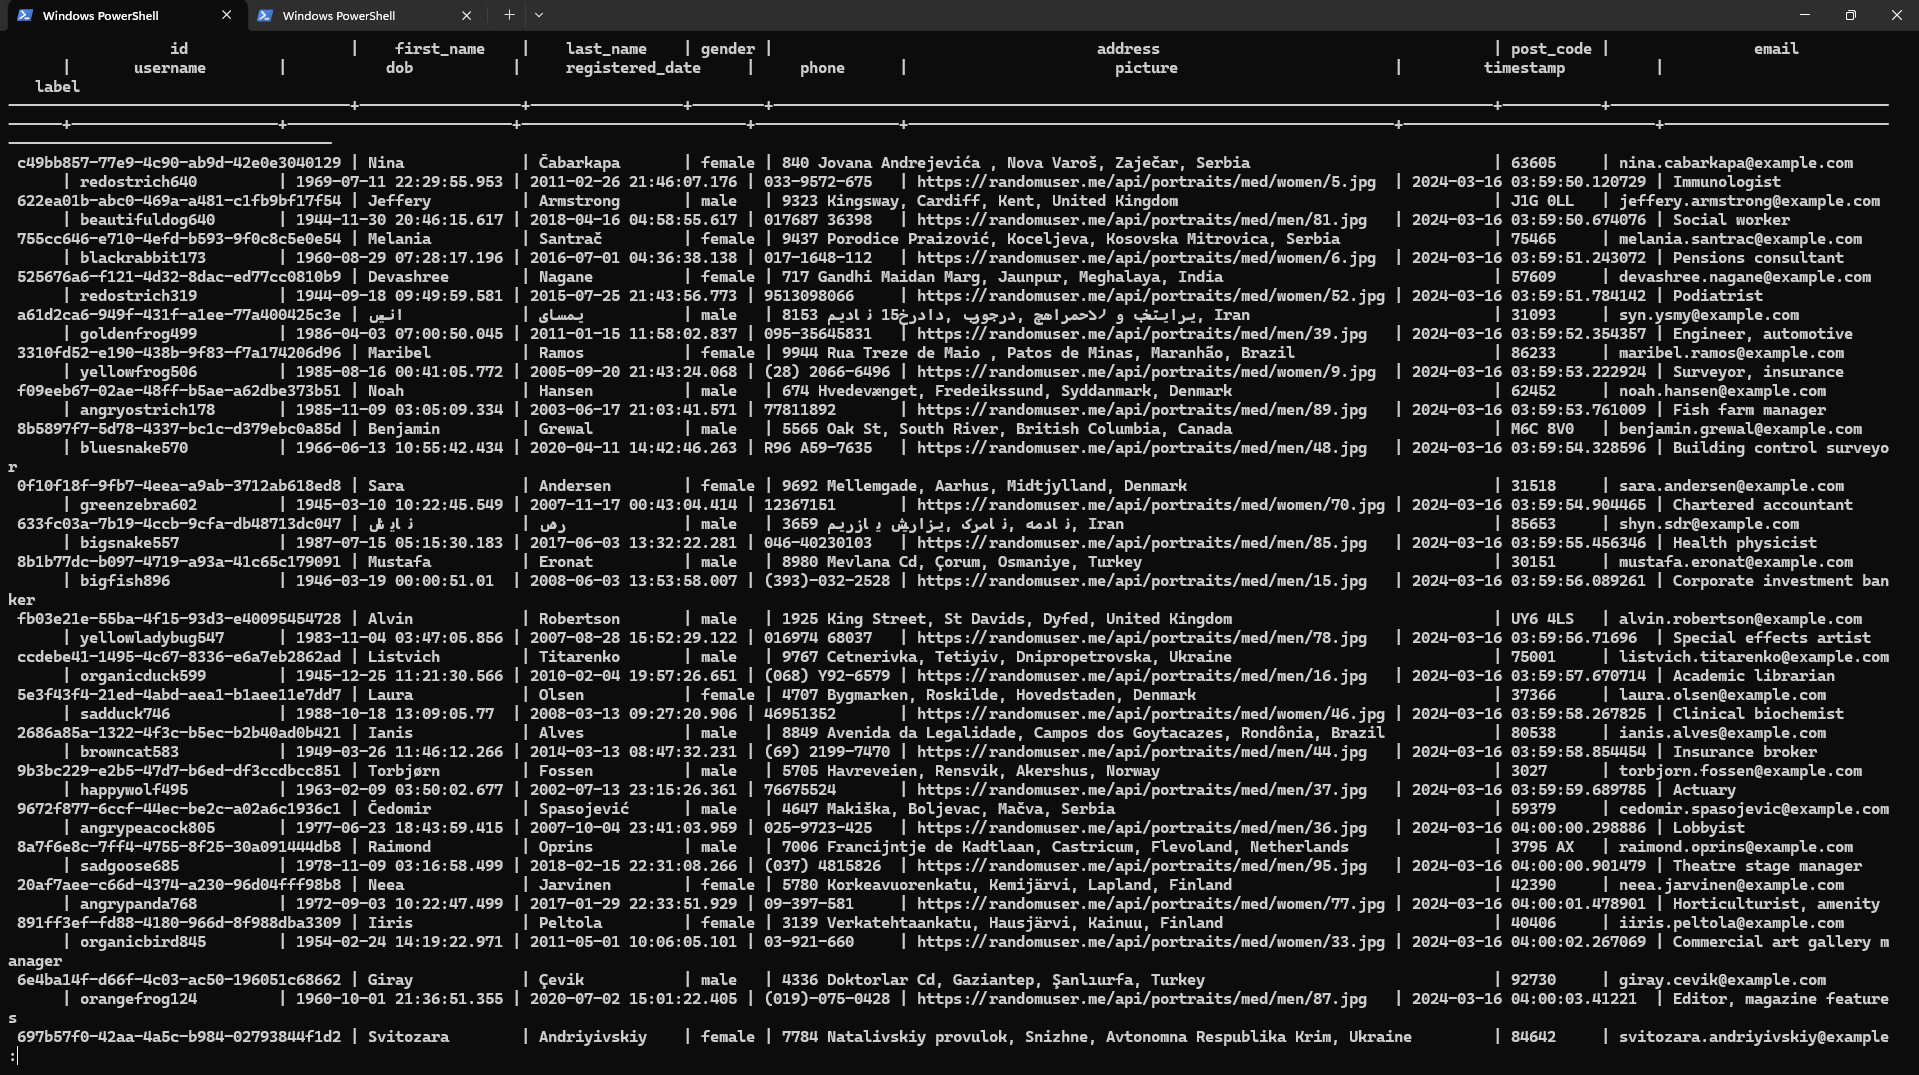 Windows PowerShell
Windows PowerShell
id | first_name | last_name | gender | address | post_code | email
| username | dob | registered_date | phone | picture | timestamp |
label
c49bb857-77e9-4c90-ab9d-42e0e3040129 | Nina | Čabarkapa | female | 840 Jovana Andrejevića , Nova Varoš, Zaječar, Serbia | 63605 | nina.cabarkapa@example.com
| redostrich640 | 1969-07-11 22:29:55.953 | 2011-02-26 21:46:07.176 | 033-9572-675 | https://randomuser.me/api/portraits/med/women/5.jpg | 2024-03-16 03:59:50.120729 | Immunologist
622ea01b-abc0-469a-a481-c1fb9bf17f54 | Jeffery | Armstrong | male | 9323 Kingsway, Cardiff, Kent, United Kingdom | J1G 0LL | jeffery.armstrong@example.com
| beautifuldog640 | 1944-11-30 20:46:15.617 | 2018-04-16 04:58:55.617 | 017687 36398 | https://randomuser.me/api/portraits/med/men/81.jpg | 2024-03-16 03:59:50.674076 | Social worker
755cc646-e710-4efd-b593-9f0c8c5e0e54 | Melania | Santrač | female | 9437 Porodice Praizović, Koceljeva, Kosovska Mitrovica, Serbia | 75465 | melania.santrac@example.com
| blackrabbit173 | 1960-08-29 07:28:17.196 | 2016-07-01 04:36:38.138 | 017-1648-112 | https://randomuser.me/api/portraits/med/women/6.jpg | 2024-03-16 03:59:51.243072 | Pensions consultant
525676a6-f121-4d32-8dac-ed77cc0810b9 | Devashree | Nagane | female | 717 Gandhi Maidan Marg, Jaunpur, Meghalaya, India | 57609 | devashree.nagane@example.com
| redostrich319 | 1944-09-18 09:49:59.581 | 2015-07-25 21:43:56.773 | 9513098066 | https://randomuser.me/api/portraits/med/women/52.jpg | 2024-03-16 03:59:51.784142 | Podiatrist
a61d2ca6-949f-431f-a1ee-77a400425c3e | | | male | 8153 , Iran | 31093 | syn.ysmy@example.com
| goldenfrog499 | 1986-04-03 07:00:50.045 | 2011-01-15 11:58:02.837 | 095-35645831 | https://randomuser.me/api/portraits/med/men/39.jpg | 2024-03-16 03:59:52.354357 | Engineer, automotive
3310fd52-e190-438b-9f83-f7a174206d96 | Maribel | Ramos | female | 9944 Rua Treze de Maio , Patos de Minas, Maranhão, Brazil | 86233 | maribel.ramos@example.com
| yellowfrog506 | 1985-08-16 00:41:05.772 | 2005-09-20 21:43:24.068 | (28) 2066-6496 | https://randomuser.me/api/portraits/med/women/9.jpg | 2024-03-16 03:59:53.222924 | Surveyor, insurance
f09eeb67-02ae-48ff-b5ae-a62dbe373b51 | Noah | Hansen | male | 674 Hvedevænget, Fredeikssund, Syddanmark, Denmark | 62452 | noah.hansen@example.com
| angryostrich178 | 1985-11-09 03:05:09.334 | 2003-06-17 21:03:41.571 | 77811892 | https://randomuser.me/api/portraits/med/men/89.jpg | 2024-03-16 03:59:53.761009 | Fish farm manager
8b5897f7-5d78-4337-bc1c-d379ebc0a85d | Benjamin | Grewal | male | 5565 Oak St, South River, British Columbia, Canada | M6C 8V0 | benjamin.grewal@example.com
| bluesnake570 | 1966-06-13 10:55:42.434 | 2020-04-11 14:42:46.263 | R96 A59-7635 | https://randomuser.me/api/portraits/med/men/48.jpg | 2024-03-16 03:59:54.328596 | Building control surveyo
r
0f10f18f-9fb7-4eea-a9ab-3712ab618ed8 | Sara | Andersen | female | 9692 Mellemgade, Aarhus, Midtjylland, Denmark | 31518 | sara.andersen@example.com
| greenzebra602 | 1945-03-10 10:22:45.549 | 2007-11-17 00:43:04.414 | 12367151 | https://randomuser.me/api/portraits/med/women/70.jpg | 2024-03-16 03:59:54.904465 | Chartered accountant
633fc03a-7b19-4ccb-9cfa-db48713dc047 | | | male | 3659 , Iran | 85653 | shyn.sdr@example.com
| bigsnake557 | 1987-07-15 05:15:30.183 | 2017-06-03 13:32:22.281 | 046-40230103 | https://randomuser.me/api/portraits/med/men/85.jpg | 2024-03-16 03:59:55.456346 | Health physicist
8b1b77dc-b097-4719-a93a-41c65c179091 | Mustafa | Eronat | male | 8980 Mevlana Cd, Çorum, Osmaniye, Turkey | 30151 | mustafa.eronat@example.com
| bigfish896 | 1946-03-19 00:00:51.01 | 2008-06-03 13:53:58.007 | (393)-032-2528 | https://randomuser.me/api/portraits/med/men/15.jpg | 2024-03-16 03:59:56.089261 | Corporate investment ban
ker
fb03e21e-55ba-4f15-93d3-e40095454728 | Alvin | Robertson | male | 1925 King Street, St Davids, Dyfed, United Kingdom | UY6 4LS | alvin.robertson@example.com
| yellowladybug547 | 1983-11-04 03:47:05.856 | 2007-08-28 15:52:29.122 | 016974 68037 | https://randomuser.me/api/portraits/med/men/78.jpg | 2024-03-16 03:59:56.71696 | Special effects artist
ccdebe41-1495-4c67-8336-e6a7eb2862ad | Listvich | Titarenko | male | 9767 Cetnerivka, Tetiyiv, Dnipropetrovska, Ukraine | 75001 | listvich.titarenko@example.com
| organicduck599 | 1945-12-25 11:21:30.566 | 2010-02-04 19:57:26.651 | (068) Y92-6579 | https://randomuser.me/api/portraits/med/men/16.jpg | 2024-03-16 03:59:57.670714 | Academic librarian
5e3f43f4-21ed-4abd-aea1-b1aee11e7dd7 | Laura | Olsen | female | 4707 Bygmarken, Roskilde, Hovedstaden, Denmark | 37366 | laura.olsen@example.com
| sadduck746 | 1988-10-18 13:09:05.77 | 2008-03-13 09:27:20.906 | 46951352 | https://randomuser.me/api/portraits/med/women/46.jpg | 2024-03-16 03:59:58.267825 | Clinical biochemist
2686a85a-1322-4f3c-b5ec-b2b40ad0b421 | Ianis | Alves | male | 8849 Avenida da Legalidade, Campos dos Goytacazes, Rondônia, Brazil | 80538 | ianis.alves@example.com
| browncat583 | 1949-03-26 11:46:12.266 | 2014-03-13 08:47:32.231 | (69) 2199-7470 | https://randomuser.me/api/portraits/med/men/44.jpg | 2024-03-16 03:59:58.854454 | Insurance broker
9b3bc229-e2b5-47d7-b6ed-df3ccdbcc851 | Torbjørn | Fossen | male | 5705 Havreveien, Rensvik, Akershus, Norway | 3027 | torbjorn.fossen@example.com
| happywolf495 | 1963-02-09 03:50:02.677 | 2002-07-13 23:15:26.361 | 76675524 | https://randomuser.me/api/portraits/med/men/37.jpg | 2024-03-16 03:59:59.689785 | Actuary
9672f877-6ccf-44ec-be2c-a02a6c1936c1 | Čedomir | Spasojević | male | 4647 Makiška, Boljevac, Mačva, Serbia | 59379 | cedomir.spasojevic@example.com
| angrypeacock805 | 1977-06-23 18:43:59.415 | 2007-10-04 23:41:03.959 | 025-9723-425 | https://randomuser.me/api/portraits/med/men/36.jpg | 2024-03-16 04:00:00.298886 | Lobbyist
8a7f6e8c-7ff4-4755-8f25-30a091444db8 | Raimond | Oprins | male | 7006 Francijntje de Kadtlaan, Castricum, Flevoland, Netherlands | 3795 AX | raimond.oprins@example.com
| sadgoose685 | 1978-11-09 03:16:58.499 | 2018-02-15 22:31:08.266 | (037) 4815826 | https://randomuser.me/api/portraits/med/men/95.jpg | 2024-03-16 04:00:00.901479 | Theatre stage manager
20af7aee-c66d-4374-a230-96d04fff98b8 | Neea | Jarvinen | female | 5780 Korkeavuorenkatu, Kemijärvi, Lapland, Finland | 42390 | neea.jarvinen@example.com
| angrypanda768 | 1972-09-03 10:22:47.499 | 2017-01-29 22:33:51.929 | 09-397-581 | https://randomuser.me/api/portraits/med/women/77.jpg | 2024-03-16 04:00:01.478901 | Horticulturist, amenity
891ff3ef-fd88-4180-966d-8f988dba3309 | Iiris | Peltola | female | 3139 Verkatehtaankatu, Hausjärvi, Kainuu, Finland | 40406 | iiris.peltola@example.com
| organicbird845 | 1954-02-24 14:19:22.971 | 2011-05-01 10:06:05.101 | 03-921-660 | https://randomuser.me/api/portraits/med/women/33.jpg | 2024-03-16 04:00:02.267069 | Commercial art gallery m
anager
6e4ba14f-d66f-4c03-ac50-196051c68662 | Giray | Çevik | male | 4336 Doktorlar Cd, Gaziantep, Şanlıurfa, Turkey | 92730 | giray.cevik@example.com
| orangefrog124 | 1960-10-01 21:36:51.355 | 2020-07-02 15:01:22.405 | (019)-075-0428 | https://randomuser.me/api/portraits/med/men/87.jpg | 2024-03-16 04:00:03.41221 | Editor, magazine feature
s
697b57f0-42aa-4a5c-b984-02793844f1d2 | Svitozara | Andriyivskiy | female | 7784 Natalivskiy provulok, Snizhne, Avtonomna Respublika Krim, Ukraine | 84642 | svitozara.andriyivskiy@example
: